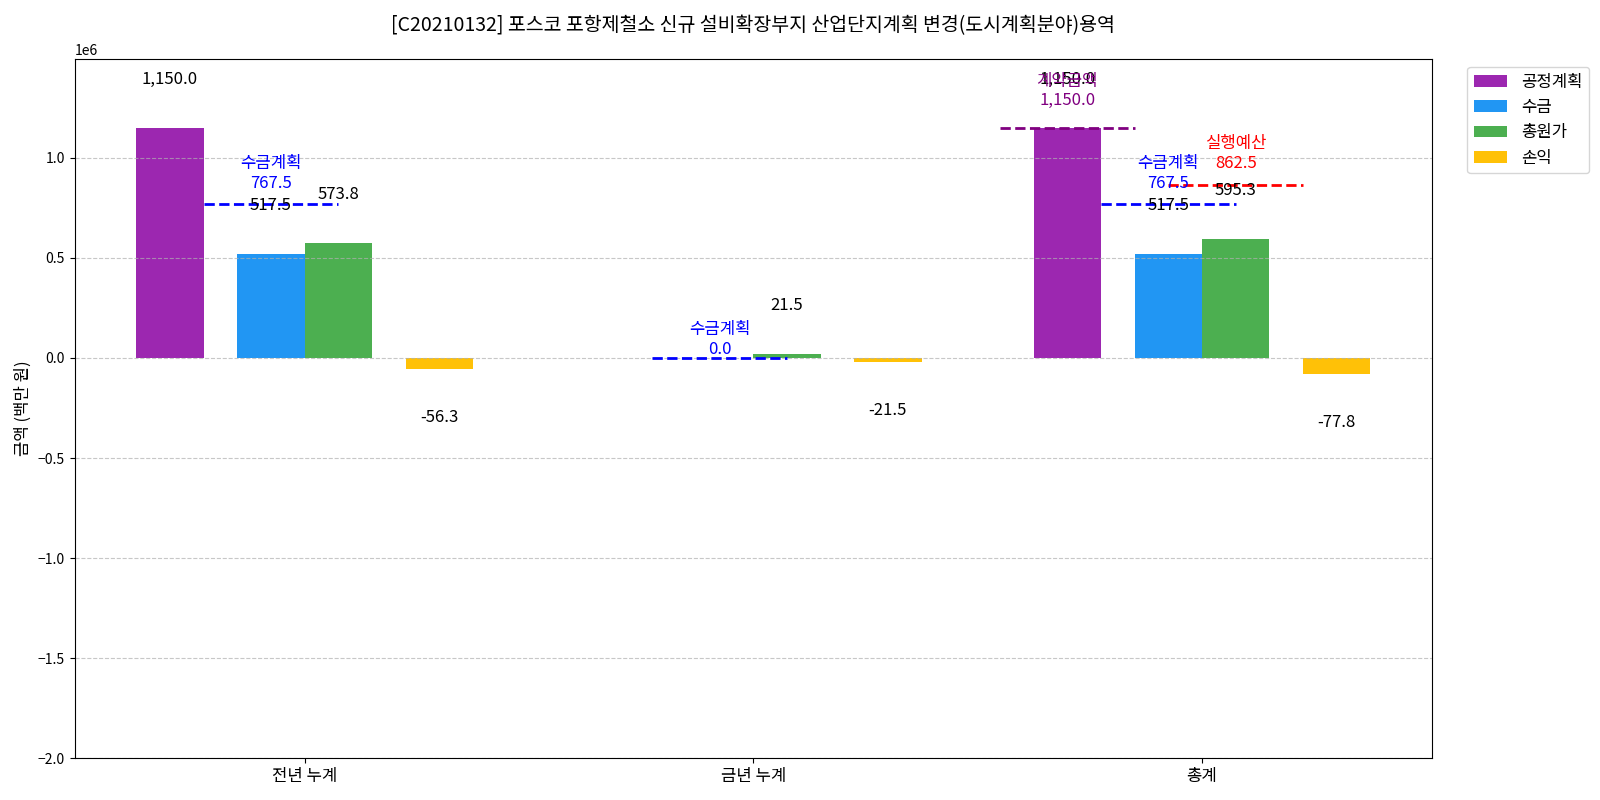 [C20210132] 포스코 포항제철소 신규 설비확장부지 산업단지계획 변경(도시계획분야)용역
1e6
1.0
0.5
0.0
−0.5
−1.0
−1.5
−2.0
금액 (백만 원)
1,150.0
수금계획
767.5
517.5
573.8
-56.3
수금계획
0.0
21.5
-21.5
1,150.0
1,150.0
수금계획
767.5
517.5
실행예산
862.5
595.3
-77.8
전년 누계
금년 누계
총계
공정계획
수금
총원가
손익